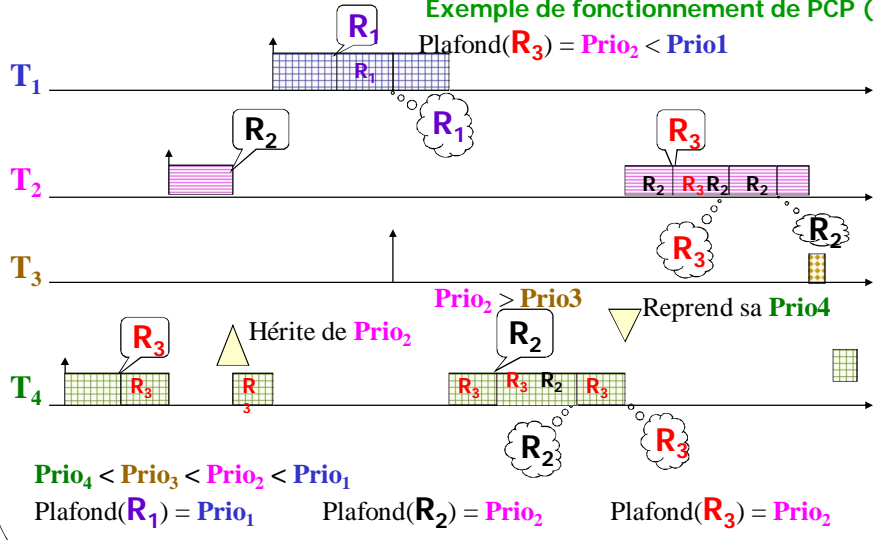 Exemple de fonctionnement de PCP (
R1
Plafond(R3) = Prio2 < Prio1
T1
R1
R1
R2
R3
T2
R2 R3 R2 R2
R3
R2
T3
Prio2 > Prio3
Reprend sa Prio4
Hérite de Prio2
R3
R2
T4
R3 R3 R3 R3 R2 R3
R2
R3
Prio4 < Prio3 < Prio2 < Prio1
Plafond(R1) = Prio1 Plafond(R2) = Prio2 Plafond(R3) = Prio2